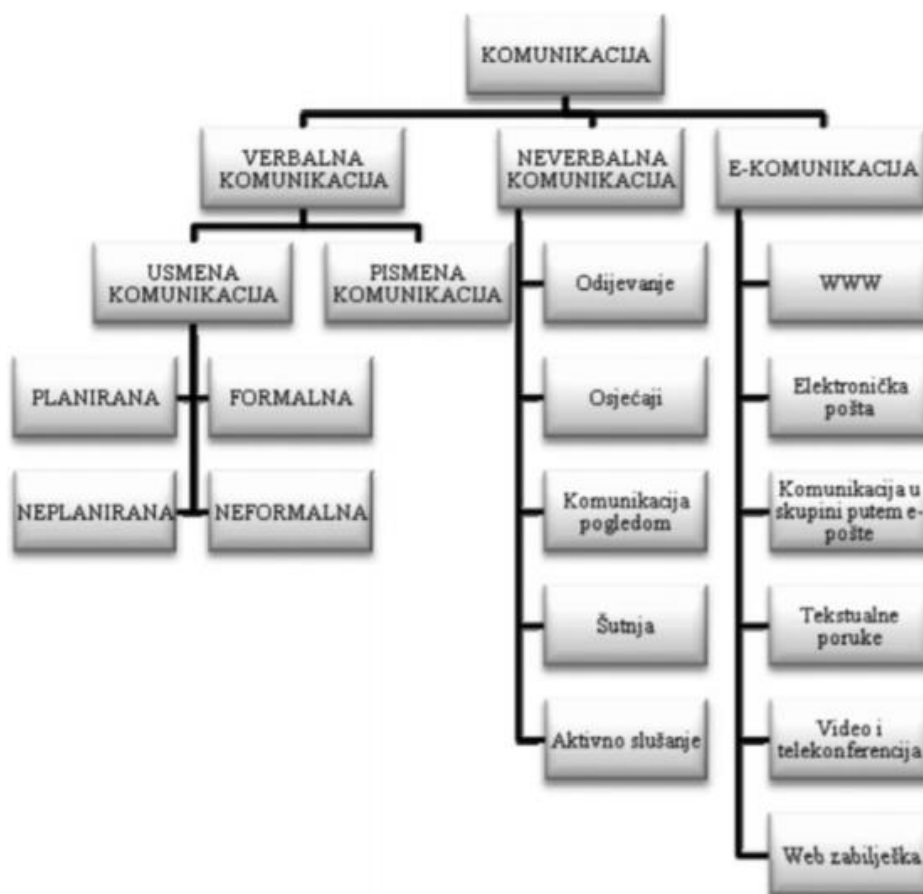 KOMUNIKACIJA
VERBALNA
KOMUNIKACIJA
NEVERBALNA
KOMUNIKACIJA
E-KOMUNIKACIJA
USMENA
KOMUNIKACIJA
PISMENA
KOMUNIKACIJA
PLANIRANA
FORMALNA
NEPLANIRANA
NEFORMALNA
Odijevanje
Osjećaji
Komunikacija
pogledom
Šutnja
Aktivno slušanje
WWW
Elektronička
pošta
Komunikacija u
skupini putem e-
pošte
Tekstualne
poruke
Video i
telekonferencija
Web zabilješka